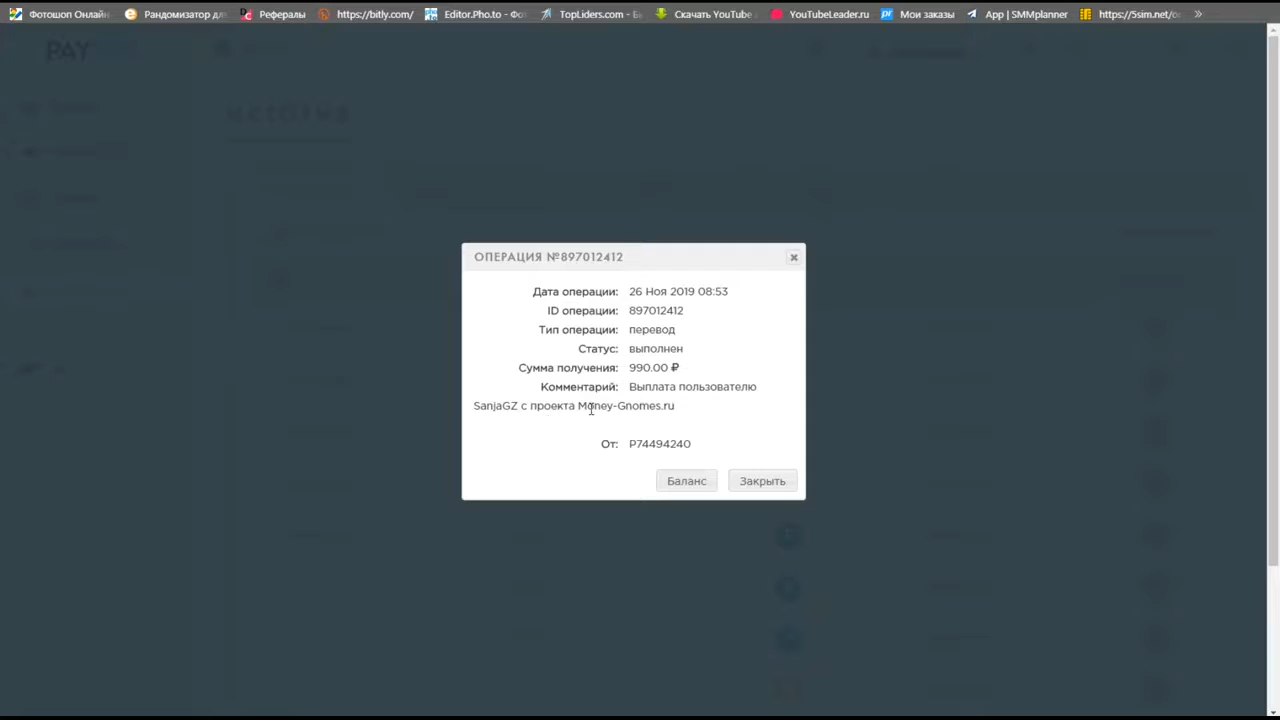 Фотошоп Онлайн Рандомизатор для Рефералы https://bitly.com/ Editor.Pho.to - Фо TopLiders.com - Б Скачать YouTube YouTubeLeader.ru Мои заказы App | SMMplanner https://5sim.net/o »
PAY
ИСТОРИЯ
ОПЕРАЦИЯ №897012412
Дата операции: 26 Ноя 2019 08:53
ID операции: 897012412
Тип операции: перевод
Статус: выполнен
Сумма получения: 990.00 ₽
Комментарий: Выплата пользователю
SanjaGZ с проекта Money-Gnomes.ru
От: P74494240
Баланс Закрыть